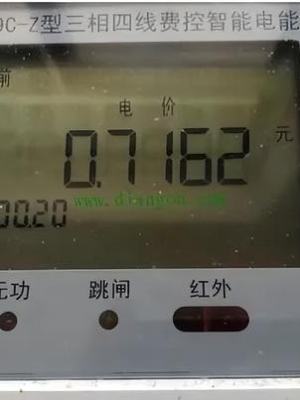 9C-Z型三相四线费控智能电能
前
电 价
0.7162 元
www.diangon.com
00.20
无功 跳闸 红外